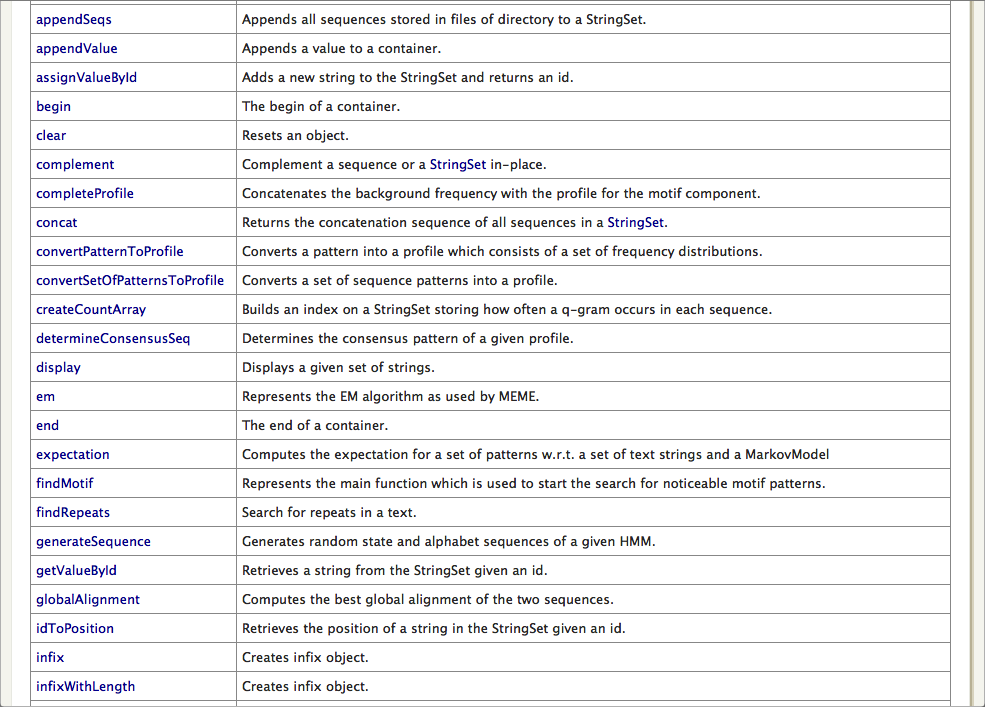 appendSeqs Appends all sequences stored in files of directory to a StringSet.
appendValue Appends a value to a container.
assignValueById Adds a new string to the StringSet and returns an id.
begin The begin of a container.
clear Resets an object.
complement Complement a sequence or a StringSet in-place.
completeProfile Concatenates the background frequency with the profile for the motif component.
concat Returns the concatenation sequence of all sequences in a StringSet.
convertPatternToProfile Converts a pattern into a profile which consists of a set of frequency distributions.
convertSetOfPatternsToProfile Converts a set of sequence patterns into a profile.
createCountArray Builds an index on a StringSet storing how often a q-gram occurs in each sequence.
determineConsensusSeq Determines the consensus pattern of a given profile.
display Displays a given set of strings.
em Represents the EM algorithm as used by MEME.
end The end of a container.
expectation Computes the expectation for a set of patterns w.r.t. a set of text strings and a MarkovModel
findMotif Represents the main function which is used to start the search for noticeable motif patterns.
findRepeats Search for repeats in a text.
generateSequence Generates random state and alphabet sequences of a given HMM.
getValueById Retrieves a string from the StringSet given an id.
globalAlignment Computes the best global alignment of the two sequences.
idToPosition Retrieves the position of a string in the StringSet given an id.
infix Creates infix object.
infixWithLength Creates infix object.